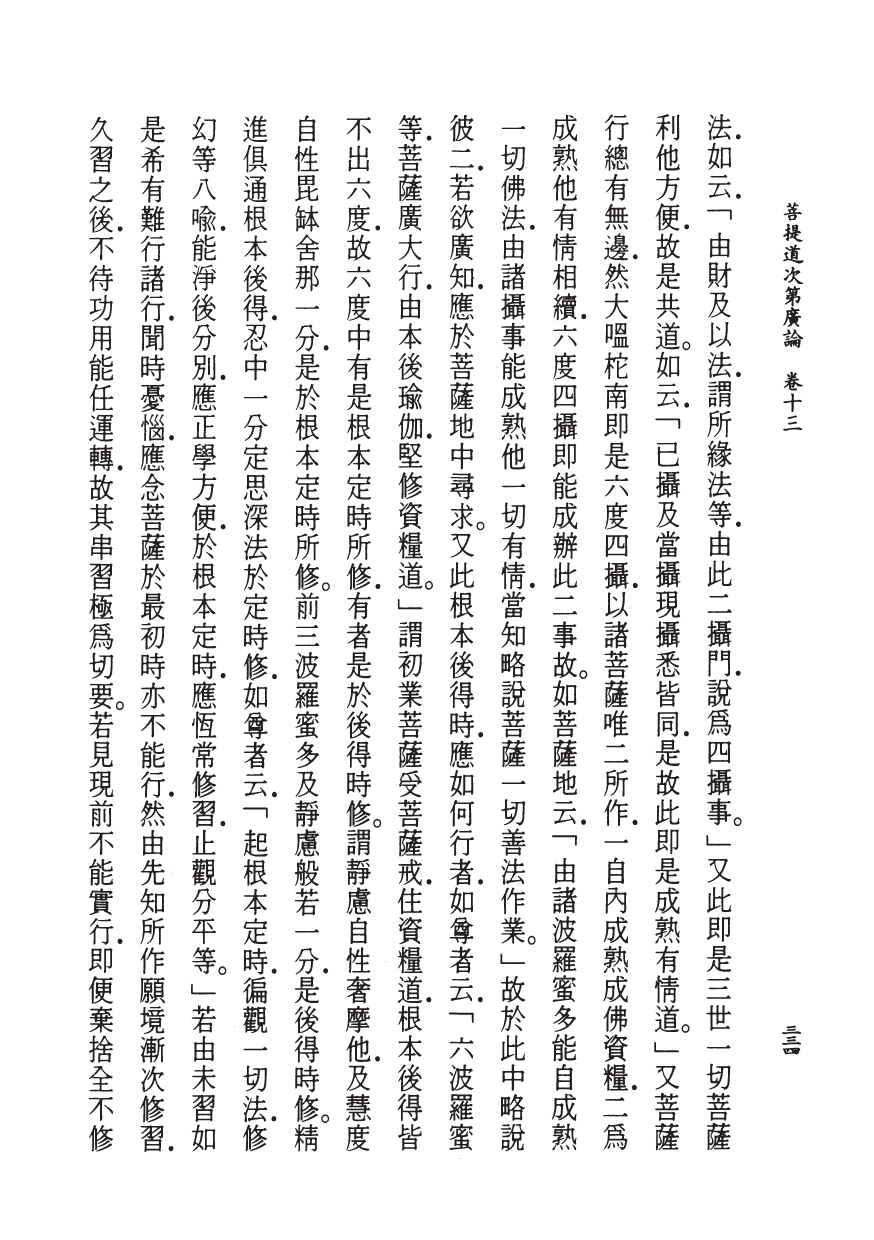 菩提道次第廣論　卷十三
三三四
法．如云．「由財及以法．謂所緣法等．由此二攝門．說爲四攝事。」又此即是三世一切菩薩
利他方便．故是共道。如云．「已攝及當攝現攝悉皆同．是故此即是成熟有情道。」又菩薩
行總有無邊．然大嗢柁南即是六度四攝．以諸菩薩唯二所作．一自內成熟成佛資糧．二爲
成熟他有情相續．六度四攝即能成辦此二事故。如菩薩地云．「由諸波羅蜜多能自成熟
一切佛法．由諸攝事能成熟他一切有情．當知略說菩薩一切善法作業。」故於此中略說
彼二．若欲廣知．應於菩薩地中尋求。又此根本後得時．應如何行者．如尊者云．「六波羅蜜
等．菩薩廣大行．由本後瑜伽．堅修資糧道。」謂初業菩薩受菩薩戒．住資糧道．根本後得皆
不出六度．故六度中有是根本定時所修．有者是於後得時修。謂靜慮自性奢摩他．及慧度
自性毘缽舍那一分．是於根本定時所修。前三波羅蜜多及靜慮般若一分．是後得時修。精
進俱通根本後得．忍中一分定思深法於定時修．如尊者云．「起根本定時．徧觀一切法．修
幻等八喩．能淨後分別．應正學方便．於根本定時．應恆常修習．止觀分平等。」若由未習如
是希有難行諸行．聞時憂惱．應念菩薩於最初時亦不能行．然由先知所作願境漸次修習．
久習之後．不待功用能任運轉．故其串習極爲切要。若見現前不能實行．即便棄捨全不修